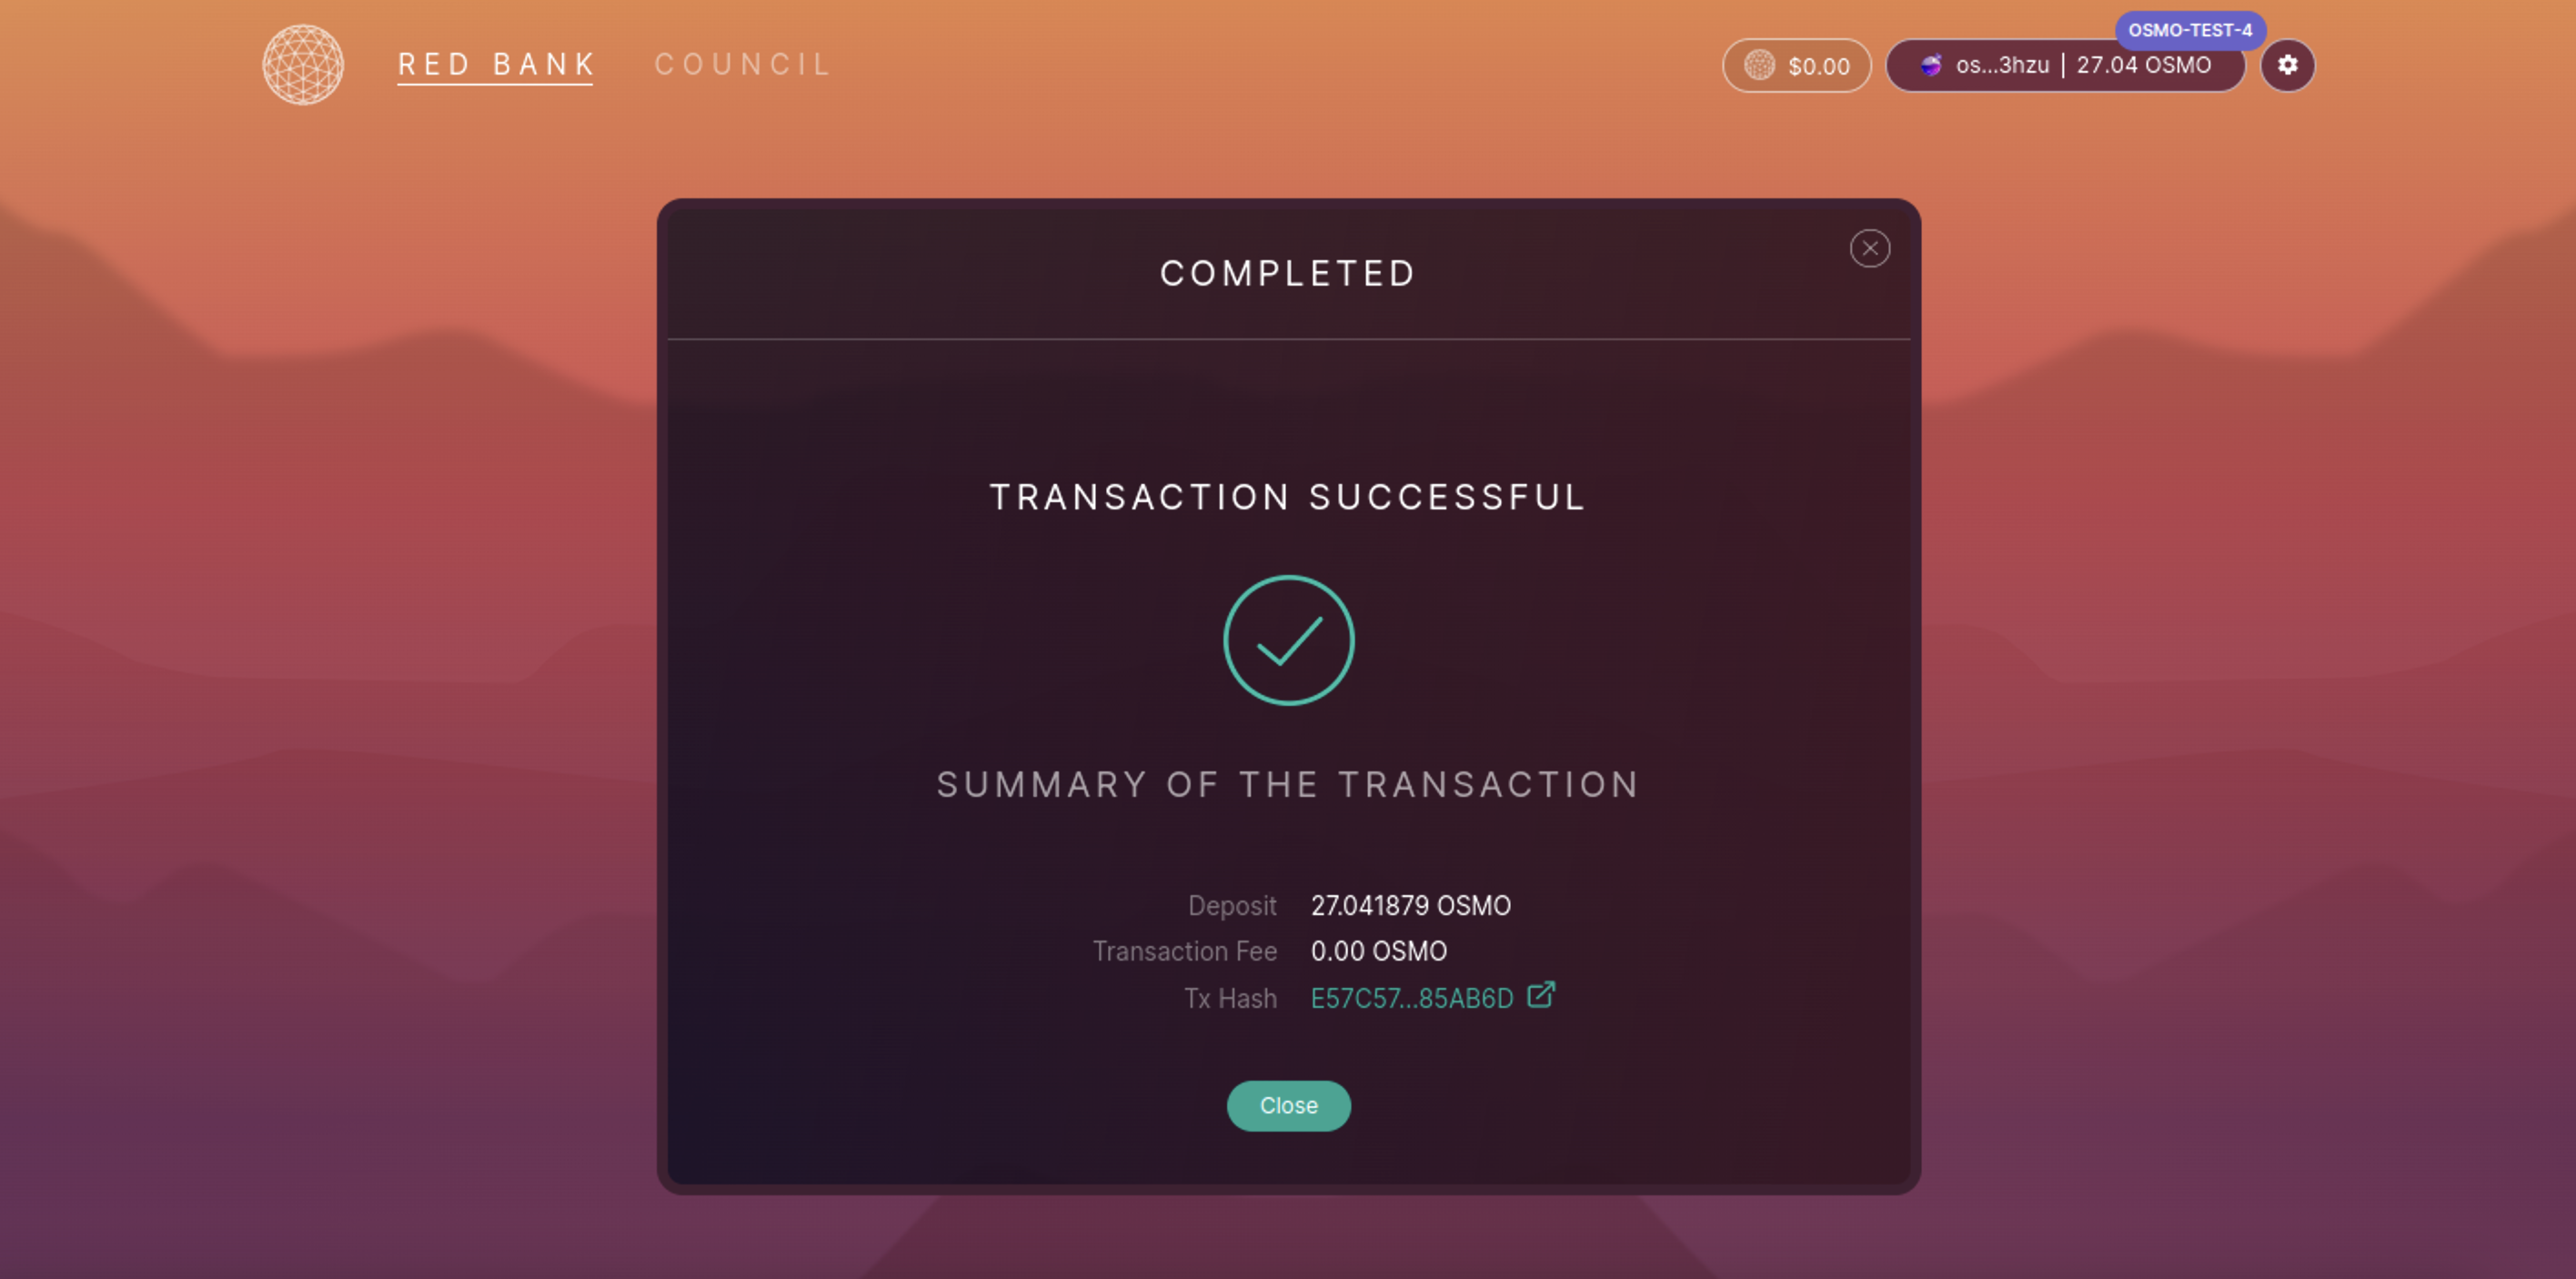 RED BANK
COUNCIL
$0.00
OSMO-TEST-4
os...3hzu | 27.04 OSMO
COMPLETED
TRANSACTION SUCCESSFUL
SUMMARY OF THE TRANSACTION
Deposit 27.041879 OSMO
Transaction Fee 0.00 OSMO
Tx Hash E57C57...85AB6D
Close